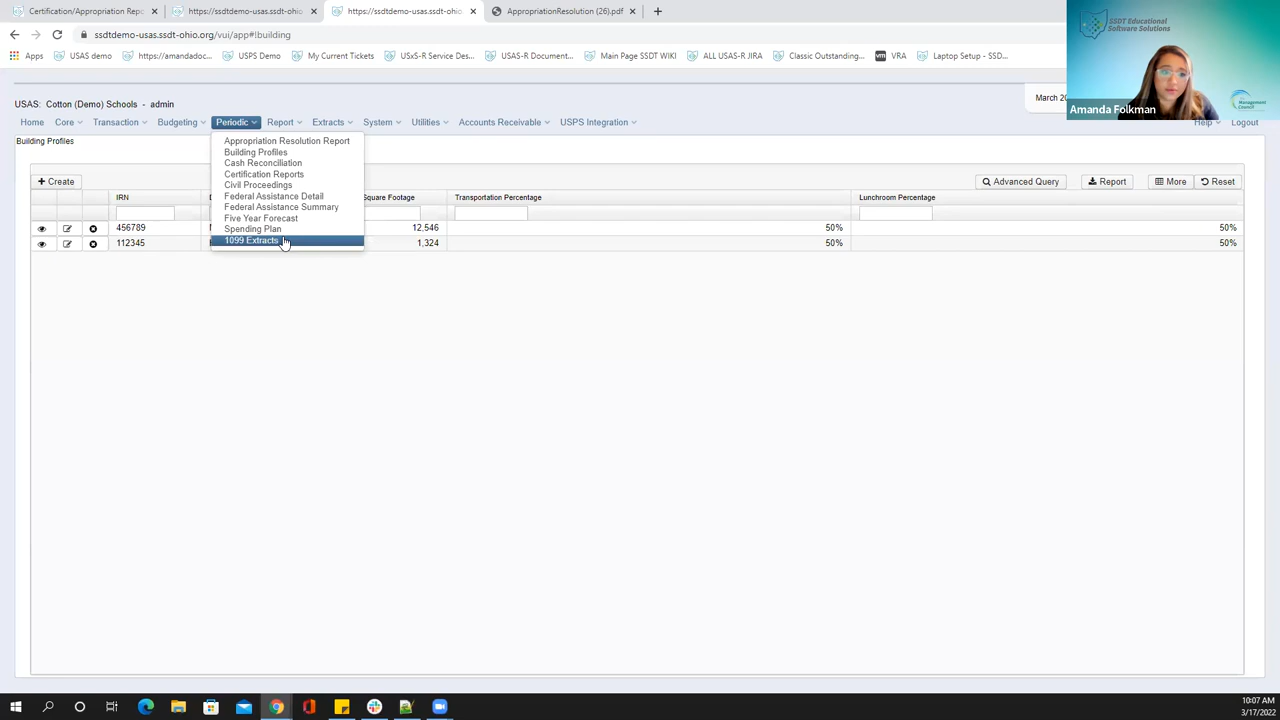 Certification/Appropriation Repo
https://ssdtdemo-usas.ssdt-ohio
https://ssdtdemo-usas.ssdt-ohio.
AppropriationResolution (26).pdf
ssdtdemo-usas.ssdt-ohio.org/vui/app#!building
Apps
USAS demo
https://amandadoc...
USPS Demo
My Current Tickets
USxS-R Service Des...
USAS-R Document...
Main Page SSDT WIKI
ALL USAS-R JIRA
Classic Outstanding...
vm VRA
Laptop Setup - SSD...
SSDT Educational
Software Solutions
Management
Council
Amanda Folkman
USAS: Cotton (Demo) Schools - admin
March 20
Home
Core
Transaction
Budgeting
Periodic
Report
Extracts
System
Utilities
Accounts Receivable
USPS Integration
Help
Logout
Building Profiles
Appropriation Resolution Report
Building Profiles
Cash Reconciliation
Certification Reports
Civil Proceedings
Federal Assistance Detail
Federal Assistance Summary
Five Year Forecast
Spending Plan
1099 Extracts
+ Create
Advanced Query
Report
More
Reset
IRN
Square Footage
Transportation Percentage
Lunchroom Percentage
456789
12,546
50%
50%
112345
1,324
50%
50%
10:07 AM
3/17/2022